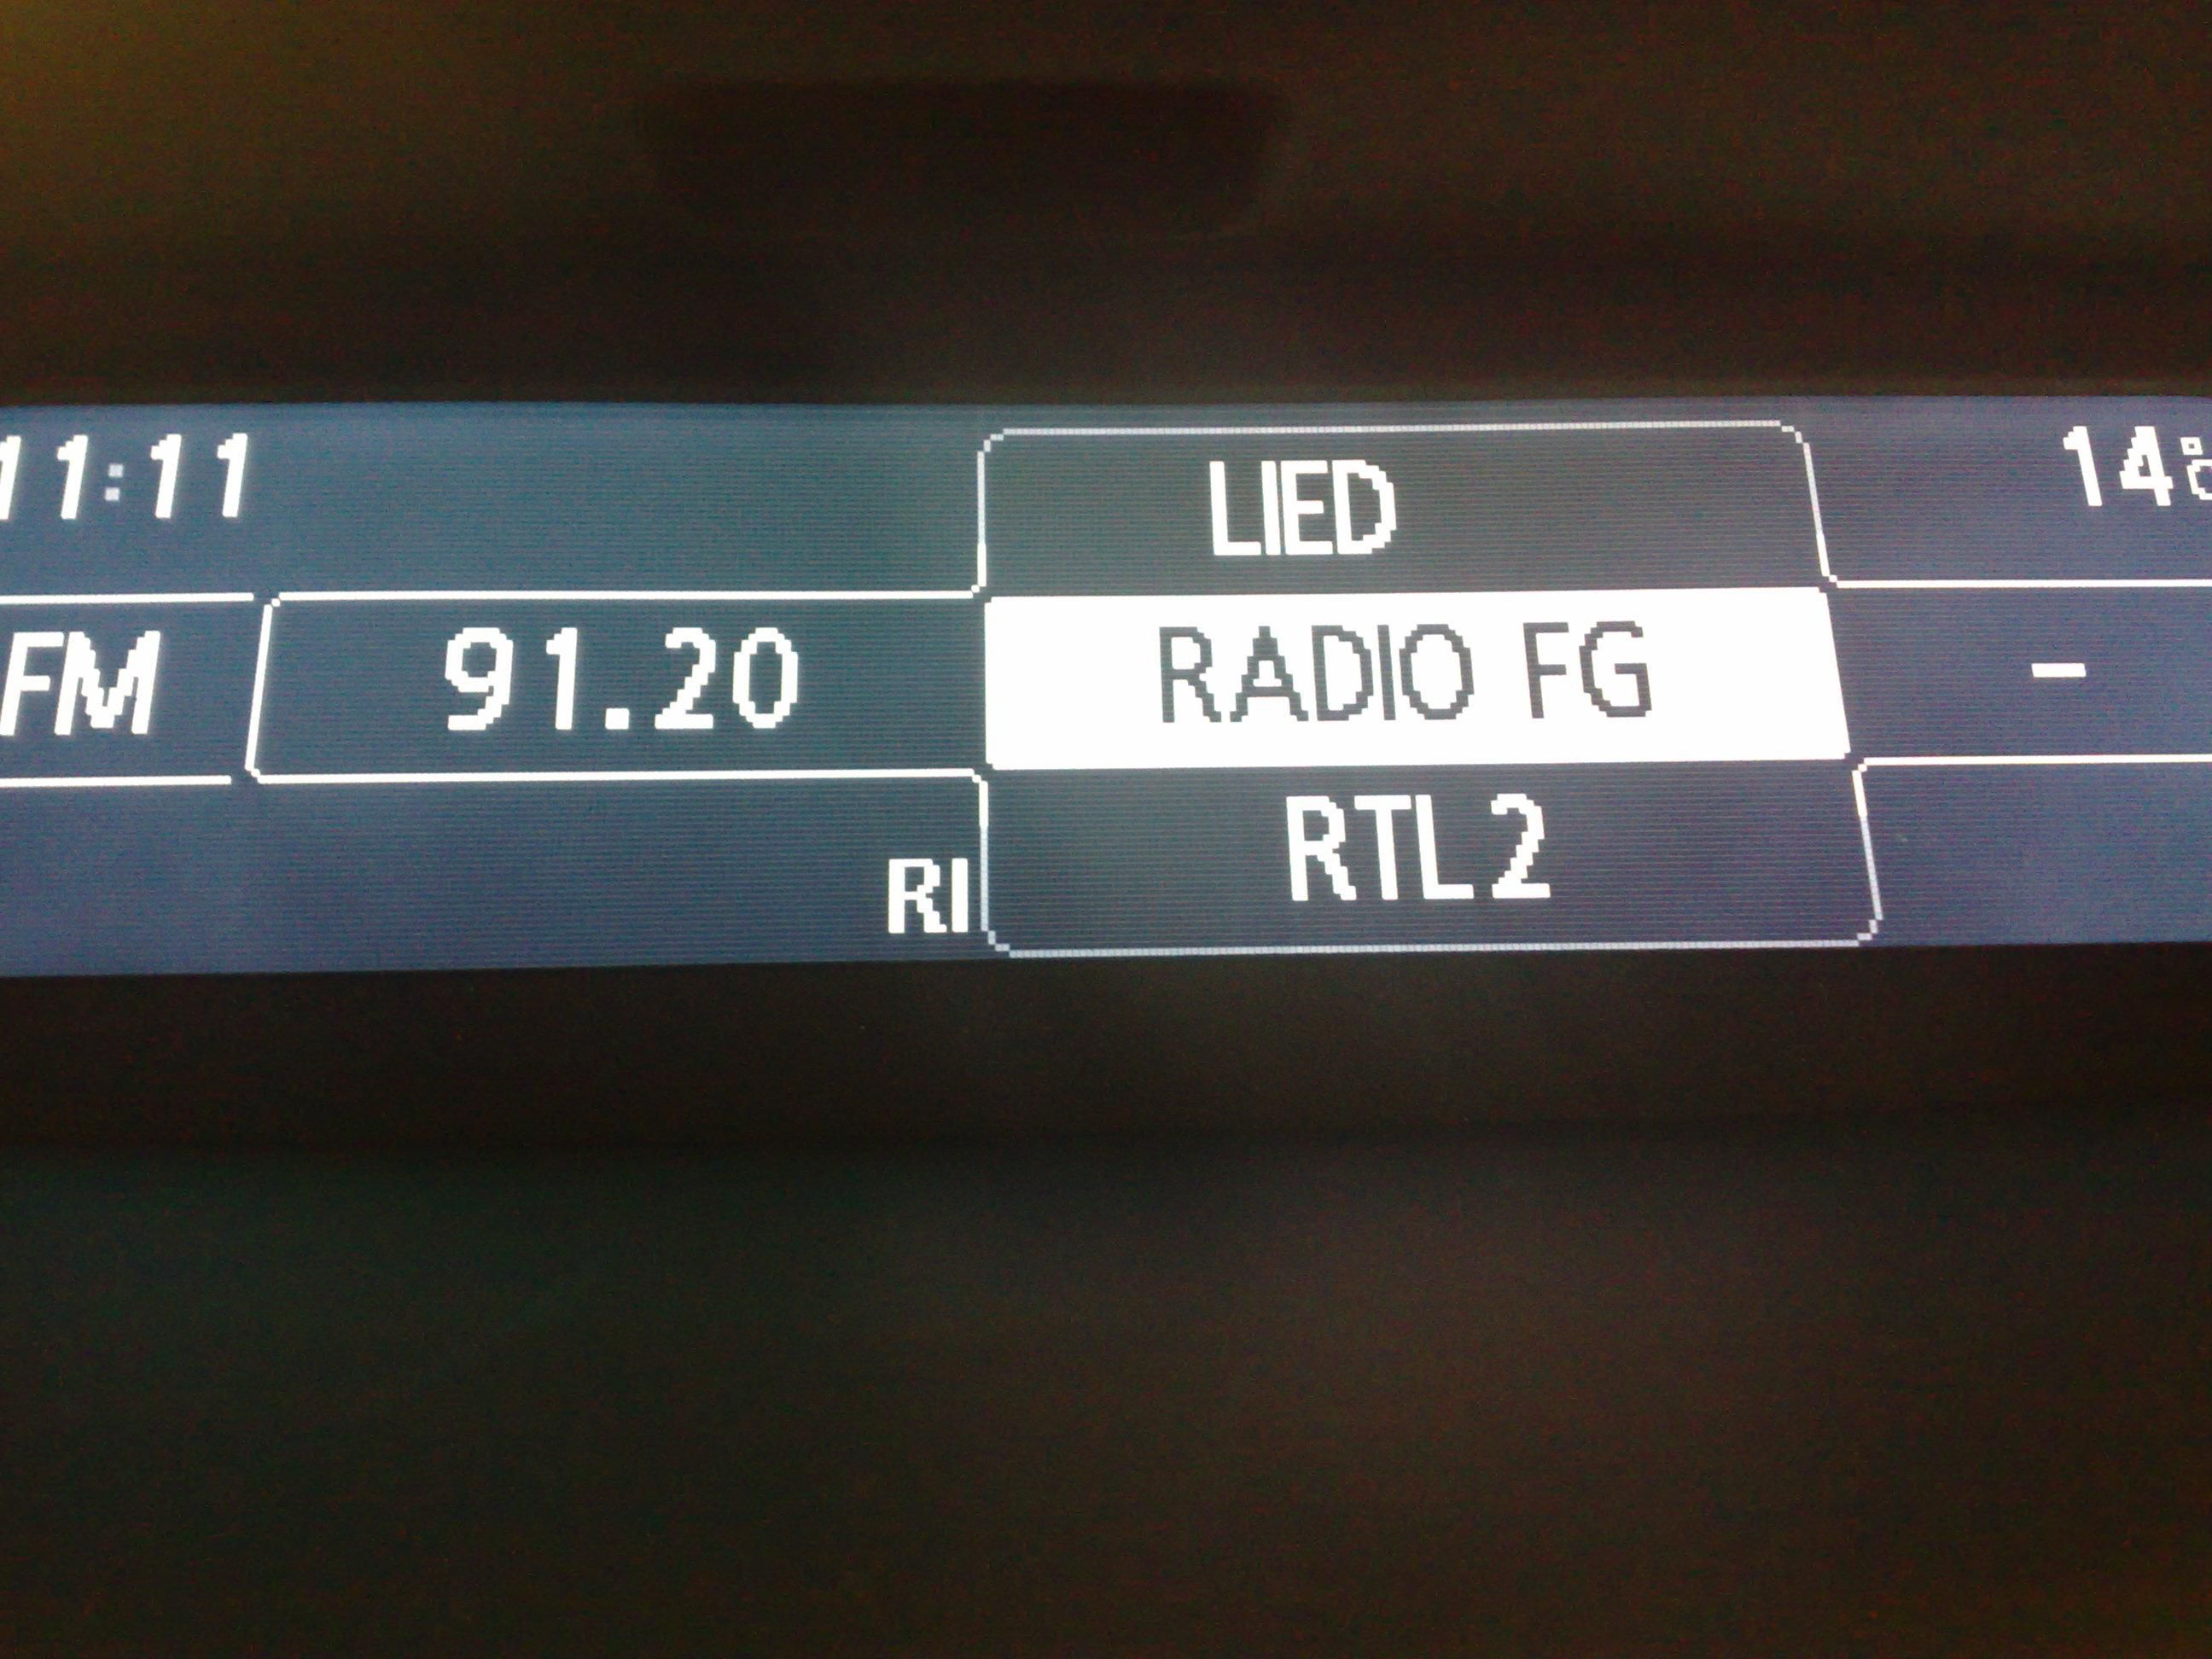 11:11 LIED 14°C
FM 91.20 RADIO FG -
RI RTL2